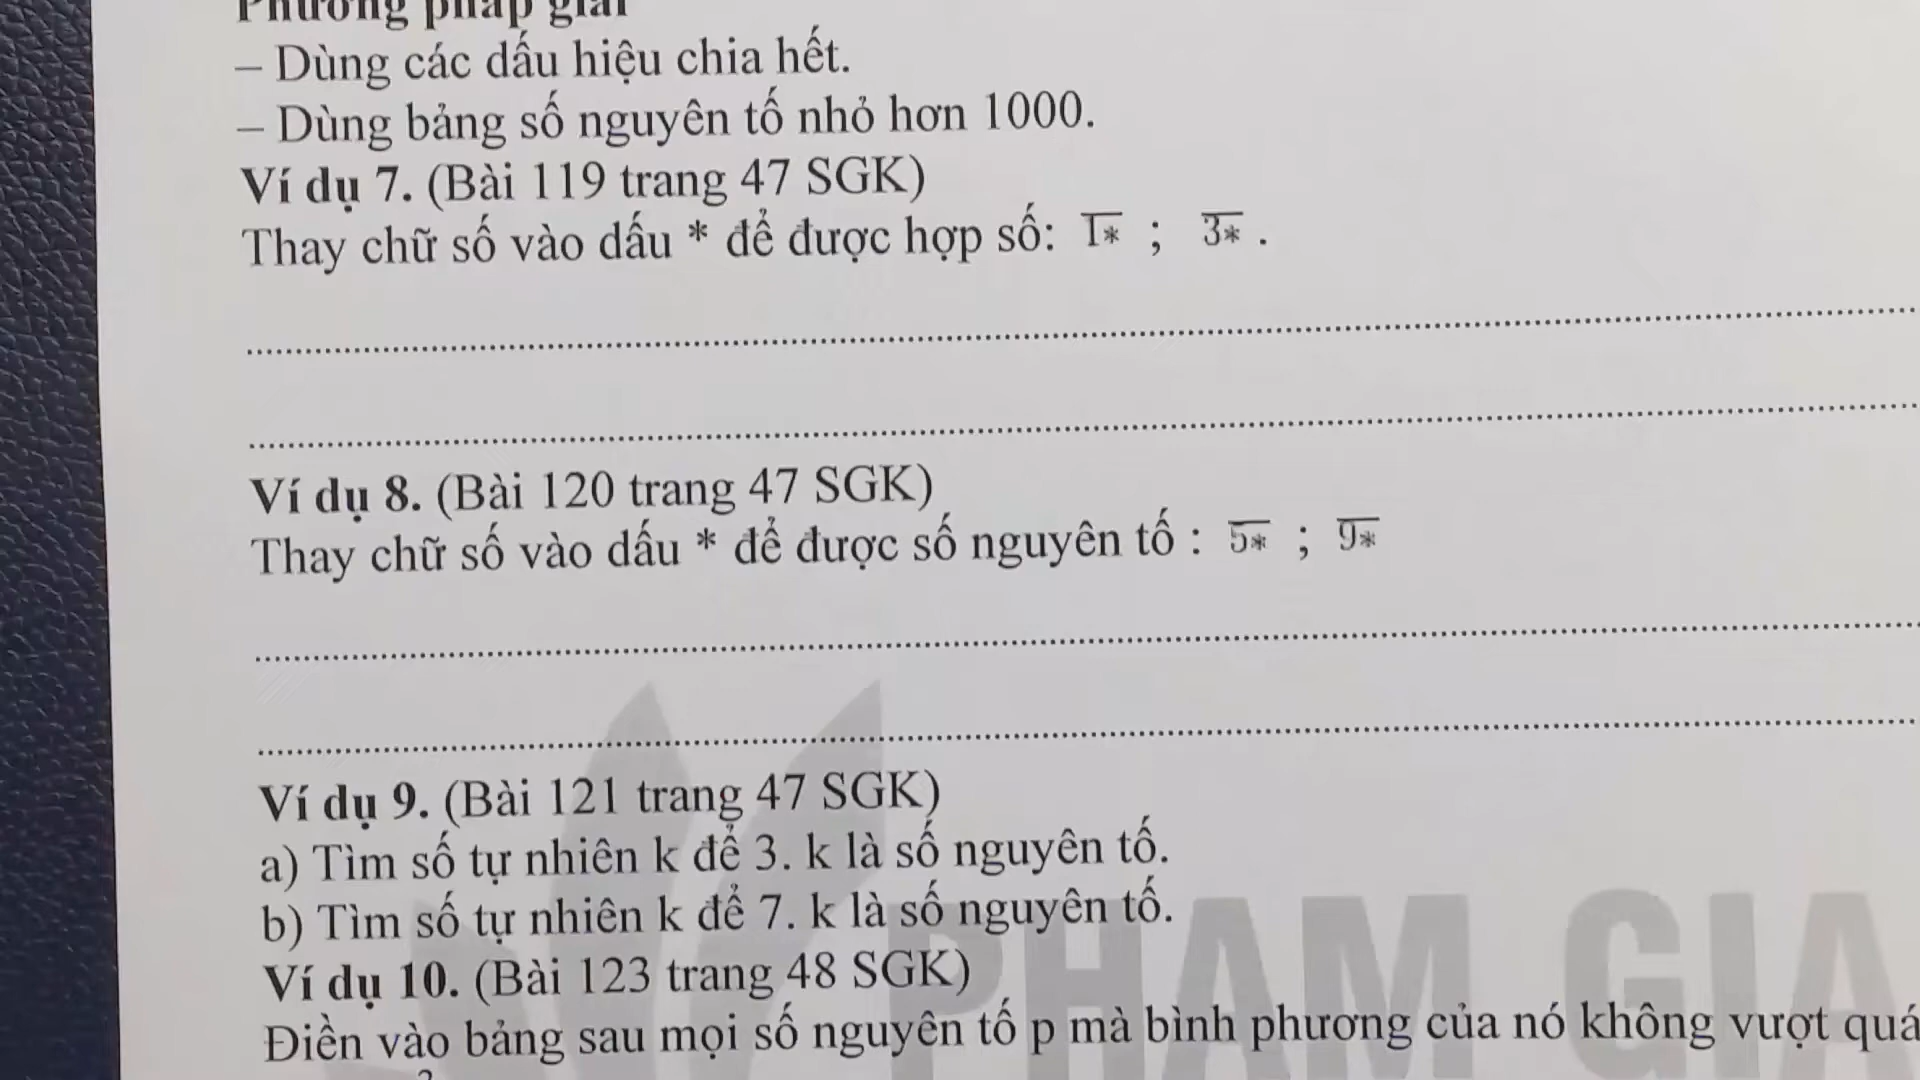 Phương pháp giải
– Dùng các dấu hiệu chia hết.
– Dùng bảng số nguyên tố nhỏ hơn 1000.
Ví dụ 7. (Bài 119 trang 47 SGK)
Thay chữ số vào dấu * để được hợp số: 1* ; 3* .
Ví dụ 8. (Bài 120 trang 47 SGK)
Thay chữ số vào dấu * để được số nguyên tố : 5* ; 9*
Ví dụ 9. (Bài 121 trang 47 SGK)
a) Tìm số tự nhiên k để 3. k là số nguyên tố.
b) Tìm số tự nhiên k để 7. k là số nguyên tố.
Ví dụ 10. (Bài 123 trang 48 SGK)
Điền vào bảng sau mọi số nguyên tố p mà bình phương của nó không vượt quá
PHAM GIA